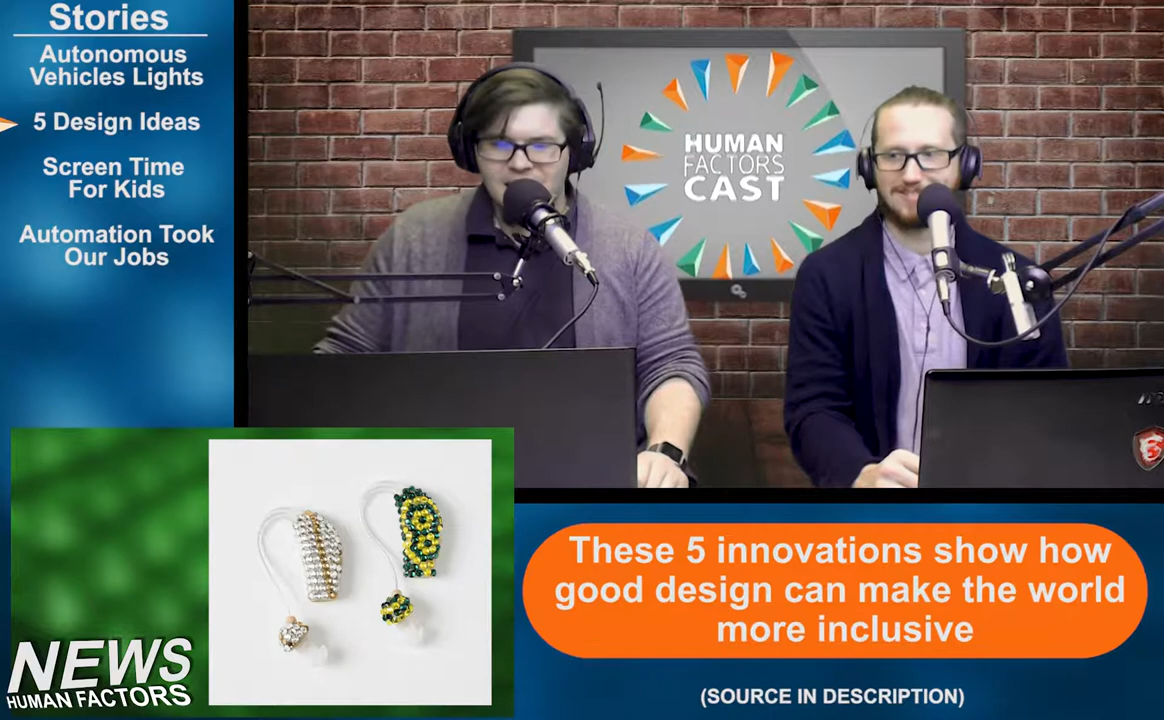 Stories
Autonomous
Vehicles Lights
5 Design Ideas
Screen Time
For Kids
Automation Took
Our Jobs
HUMAN
FACTORS
CAST
These 5 innovations show how
good design can make the world
more inclusive
(SOURCE IN DESCRIPTION)
NEWS
HUMAN FACTORS